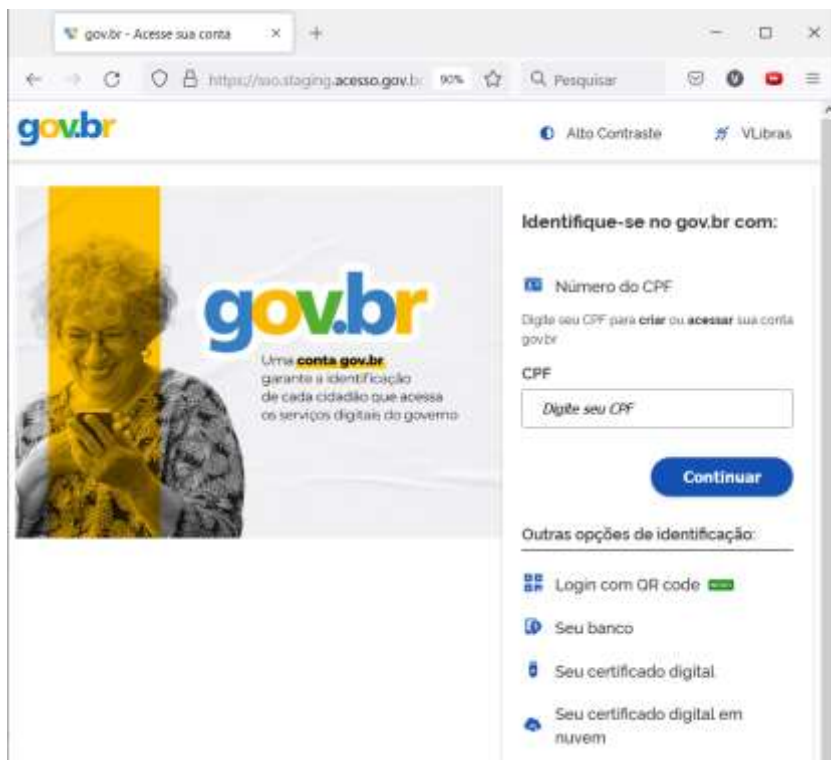 gov.br - Acesse sua conta
https://sso.staging.acesso.gov.br
90%
Pesquisar
gov.br
Alto Contraste
VLibras
gov.br
Uma conta gov.br
garante a identificação
de cada cidadão que acessa
os serviços digitais do governo
Identifique-se no gov.br com:
Número do CPF
Digite seu CPF para criar ou acessar sua conta
gov.br
CPF
Digite seu CPF
Continuar
Outras opções de identificação:
Login com QR code
Seu banco
Seu certificado digital
Seu certificado digital em
nuvem